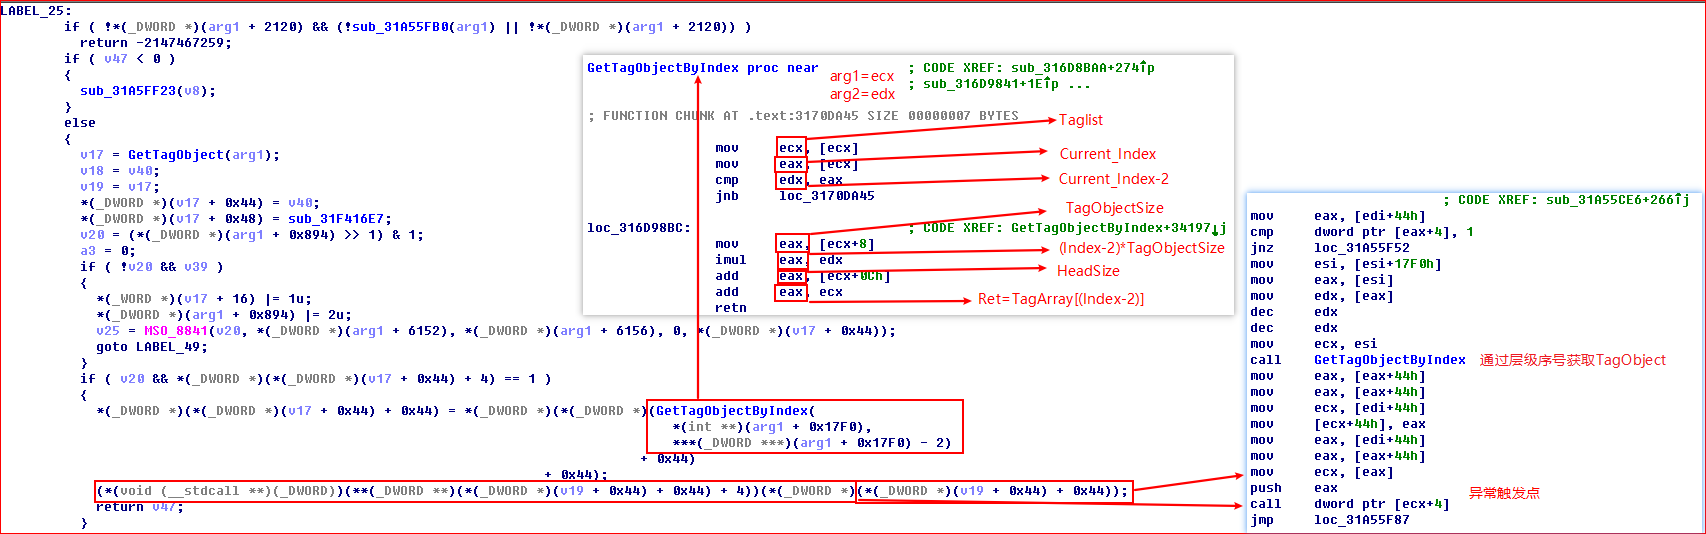 LABEL_25:
if ( !*(_DWORD *)(arg1 + 2120) && (!sub_31A55FB0(arg1) || !*(_DWORD *)(arg1 + 2120)) )
return -2147467259;
if ( v47 < 0 )
{
sub_31A5FF23(v8);
}
else
{
v17 = GetTagObject(arg1);
v18 = v40;
v19 = v17;
*(_DWORD *)(v17 + 0x44) = v40;
*(_DWORD *)(v17 + 0x48) = sub_31F416E7;
v20 = (*(_DWORD *)(arg1 + 0x894) >> 1) & 1;
a3 = 0;
if ( !v20 && v39 )
{
*(_WORD *)(v17 + 16) |= 1u;
*(_DWORD *)(arg1 + 0x894) |= 2u;
v25 = MSO_8841(v20, *(_DWORD *)(arg1 + 6152), *(_DWORD *)(arg1 + 6156), 0, *(_DWORD *)(v17 + 0x44));
goto LABEL_49;
}
if ( v20 && *(_DWORD *)(*(_DWORD *)(v17 + 0x44) + 4) == 1 )
{
*(_DWORD *)(*(_DWORD *)(v17 + 0x44) + 0x44) = *(_DWORD *)(*(_DWORD *)(GetTagObjectByIndex(
*(int **)(arg1 + 0x17F0),
***(_DWORD ***)(arg1 + 0x17F0) - 2)
+ 0x44)
+ 0x44);
(*(void (__stdcall **)(_DWORD))(**(_DWORD **)(*(_DWORD *)(v19 + 0x44) + 0x44) + 4))(*(_DWORD *)(*(_DWORD *)(v19 + 0x44) + 0x44));
return v47;
}
GetTagObjectByIndex proc near ; CODE XREF: sub_316D8BAA+274↑p
arg1=ecx
; sub_316D9841+1E↑p ...
arg2=edx
; FUNCTION CHUNK AT .text:3170DA45 SIZE 00000007 BYTES
Taglist
mov ecx, [ecx]
Current_Index
mov eax, [ecx]
Current_Index-2
cmp edx, eax
jnb loc_3170DA45
TagObjectSize
loc_316D98BC: ; CODE XREF: GetTagObjectByIndex+34197↓j
mov eax, [ecx+8]
(Index-2)*TagObjectSize
imul eax, edx
HeadSize
add eax, [ecx+0Ch]
add eax, ecx
Ret=TagArray[(Index-2)]
retn
; CODE XREF: sub_31A55CE6+266↑j
mov eax, [edi+44h]
cmp dword ptr [eax+4], 1
jnz loc_31A55F52
mov esi, [esi+17F0h]
mov eax, [esi]
mov edx, [eax]
dec edx
dec edx
mov ecx, esi
call GetTagObjectByIndex 通过层级序号获取TagObject
mov eax, [eax+44h]
mov eax, [eax+44h]
mov ecx, [edi+44h]
mov [ecx+44h], eax
mov eax, [edi+44h]
mov eax, [eax+44h]
mov ecx, [eax]
push eax 异常触发点
call dword ptr [ecx+4]
jmp loc_31A55F87